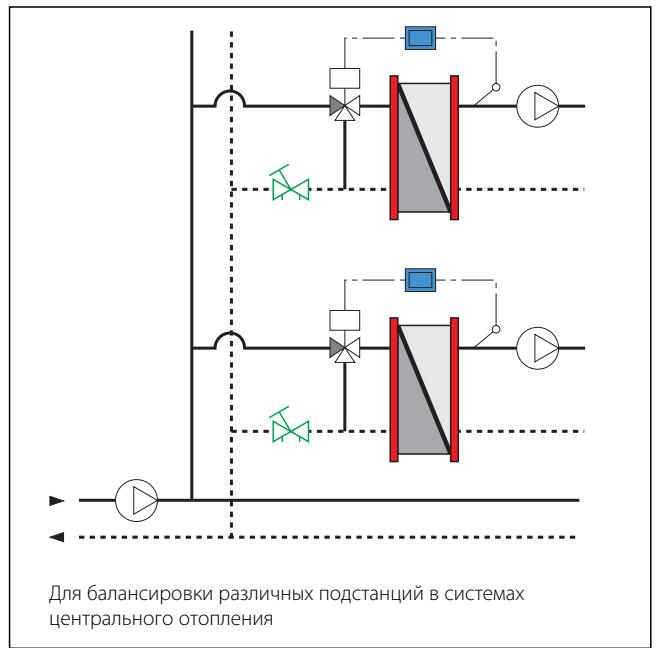 Для балансировки различных подстанций в системах
центрального отопления